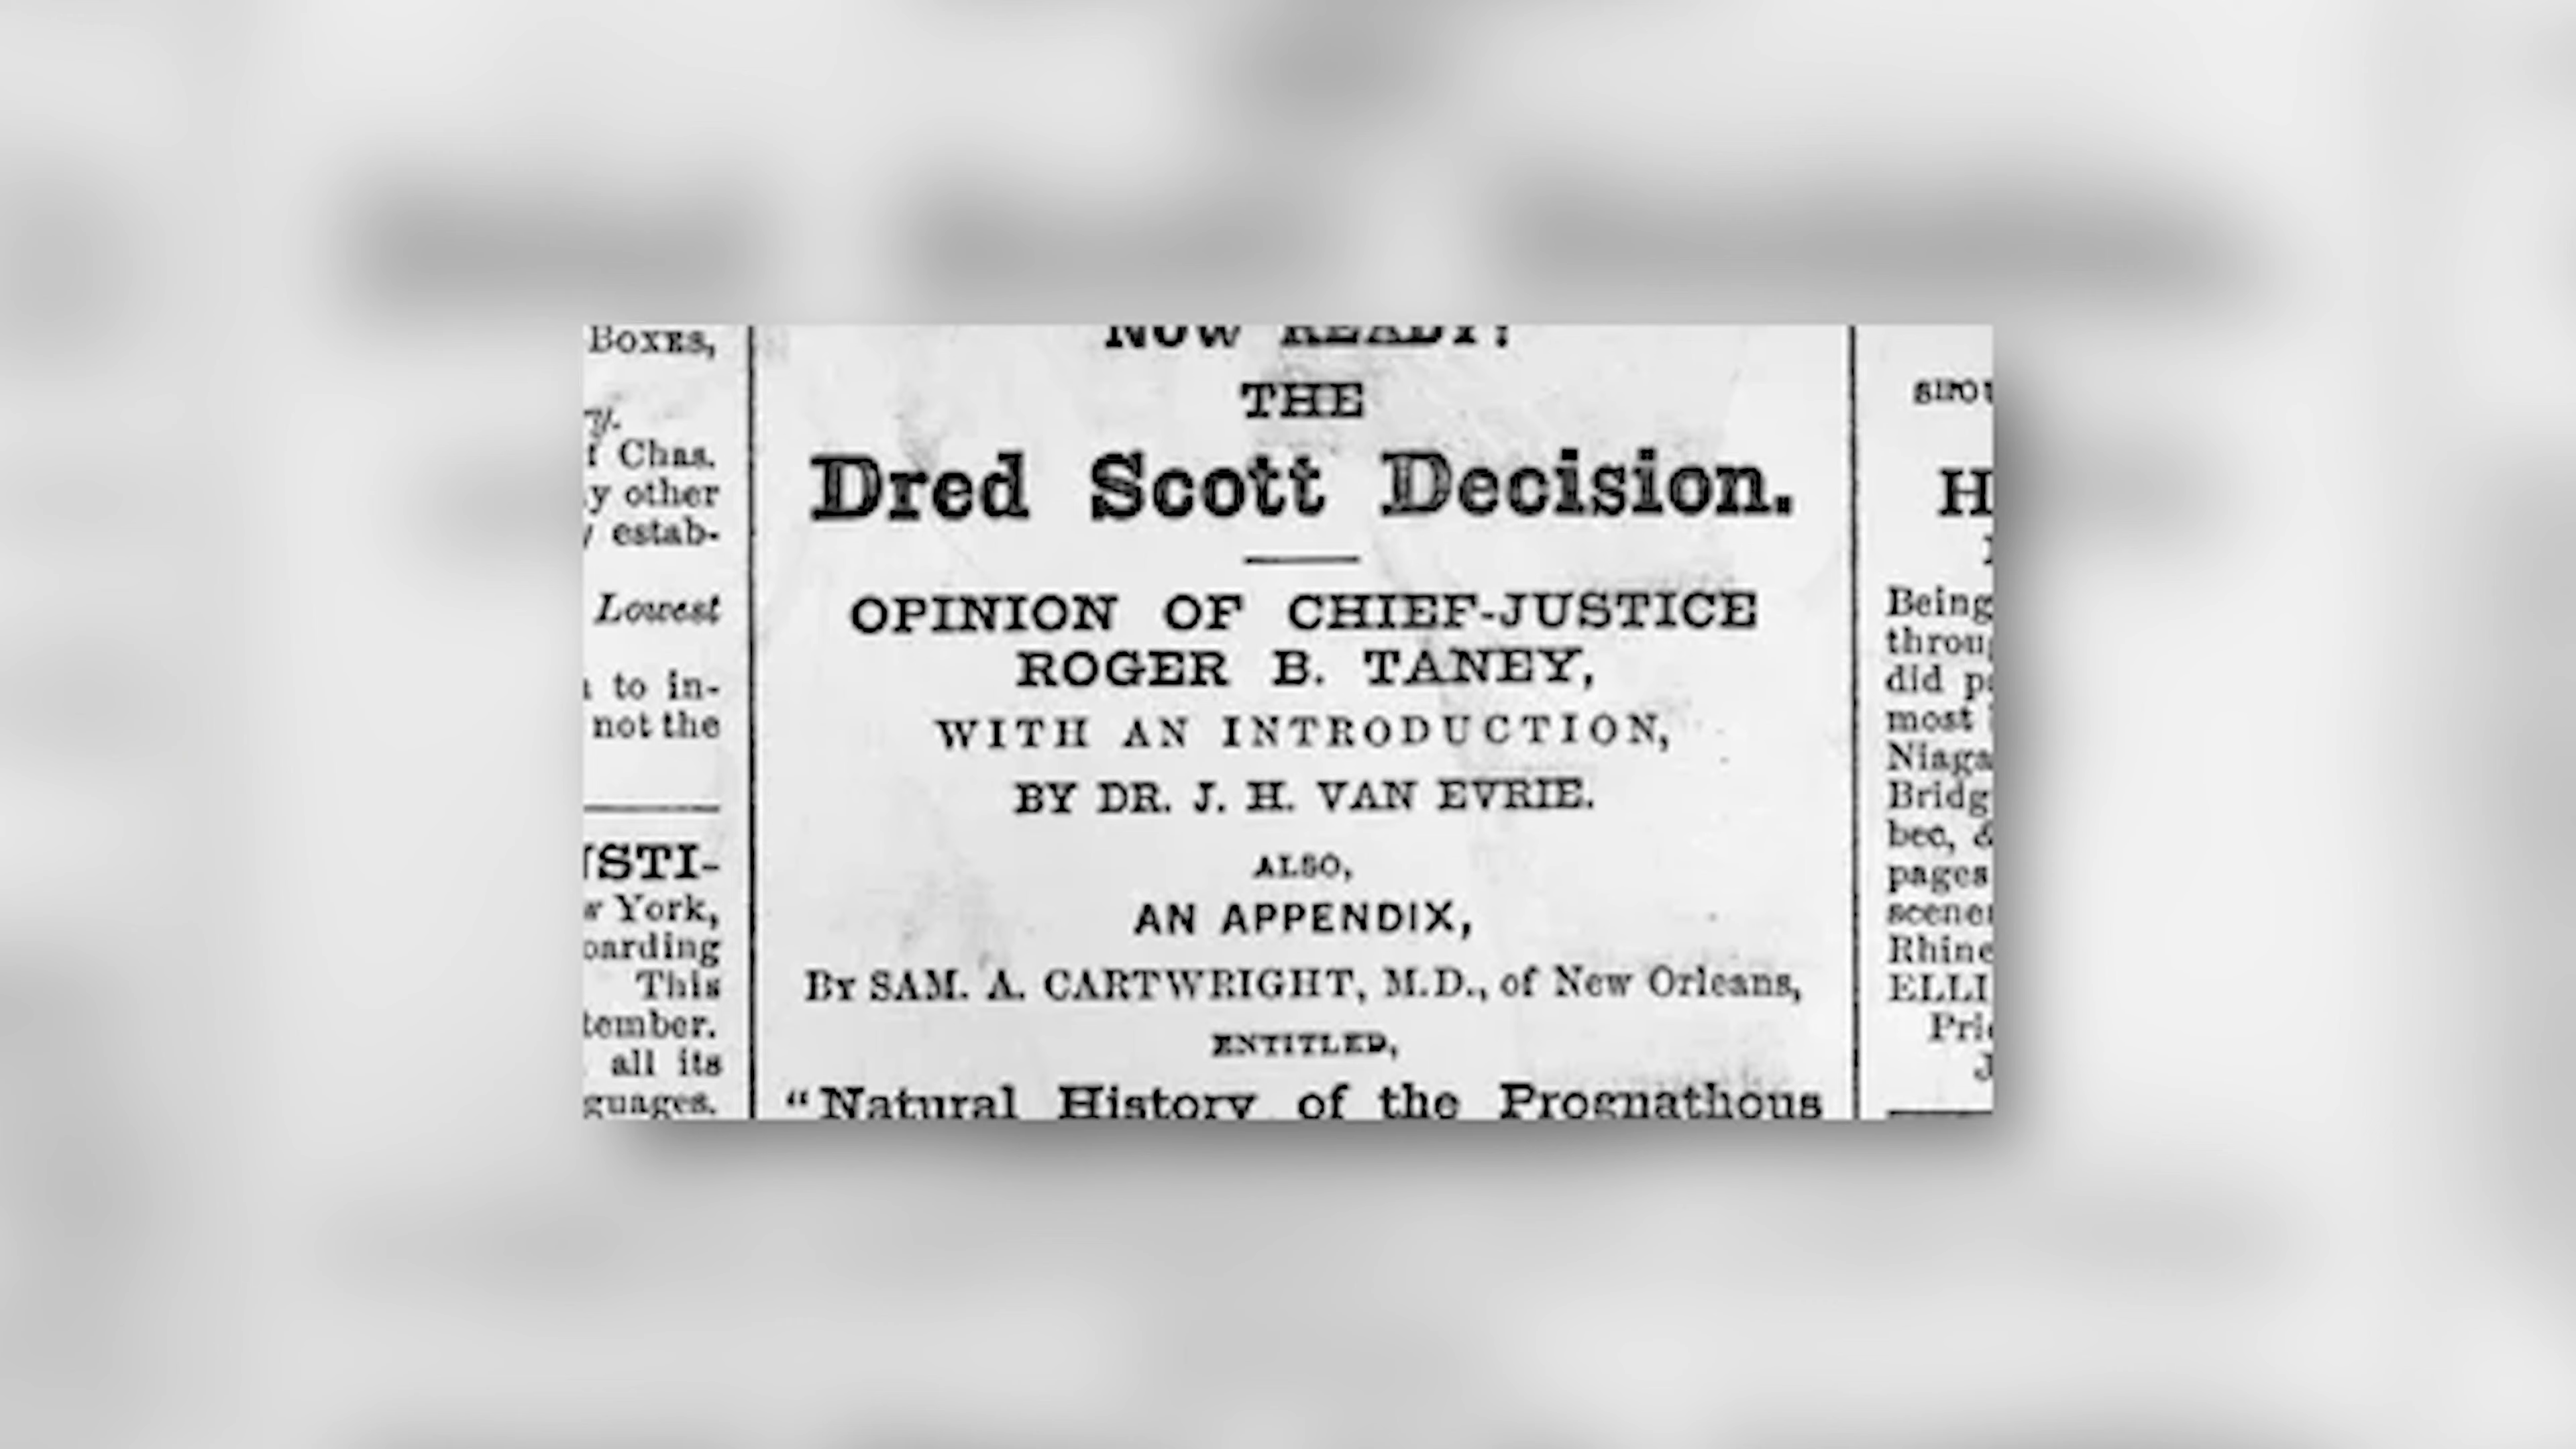 Boxes,
Chas.
y other
estab-
Lowest
to in-
not the
STI-
York,
oarding
This
tember.
all its
guages.
NOW READY!
THE
Dred Scott Decision.
OPINION OF CHIEF-JUSTICE
ROGER B. TANEY,
WITH AN INTRODUCTION,
BY DR. J. H. VAN EVRIE.
ALSO,
AN APPENDIX,
By SAM. A. CARTWRIGHT, M.D., of New Orleans,
ENTITLED,
"Natural History of the Prognathous
H
Being
throug
did p
most
Niaga
Bridg
bec, &
pages
scene
Rhine
ELLI
Pri
J